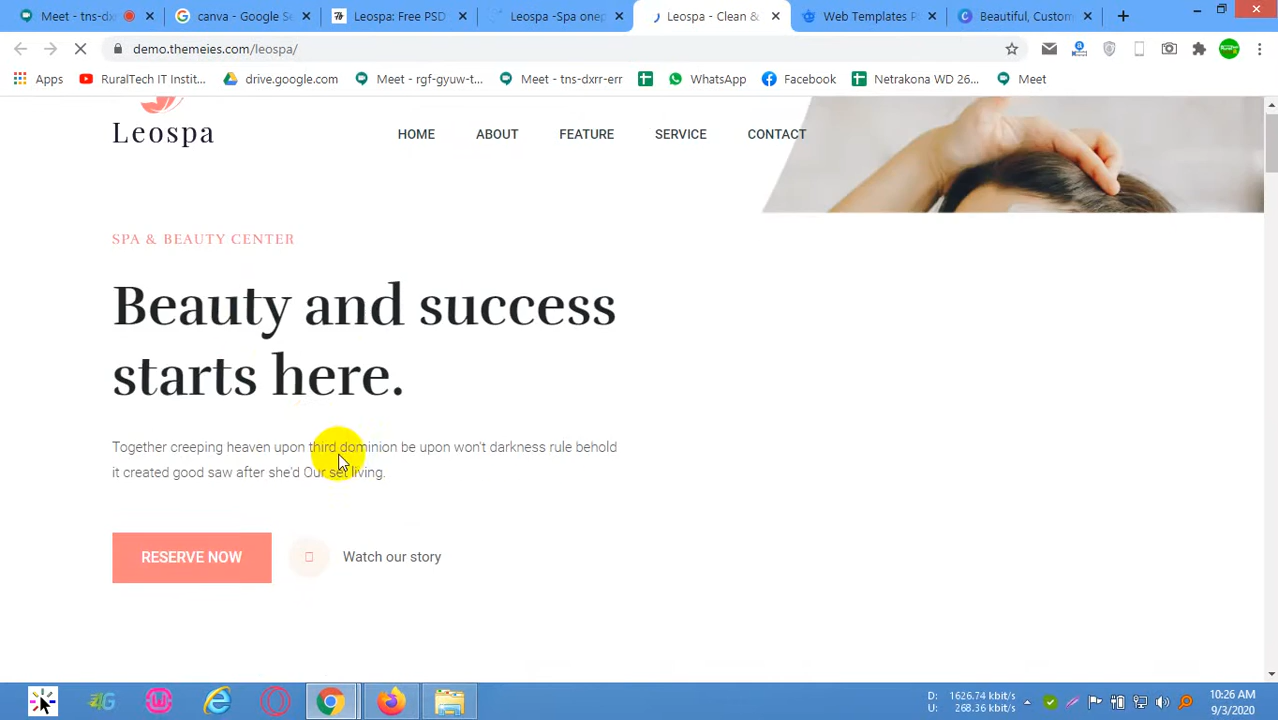 Meet - tns-dx
canva - Google Se
Leospa: Free PSD
Leospa -Spa onep
Leospa - Clean &
Web Templates P
Beautiful, Custom
demo.themeies.com/leospa/
Apps
RuralTech IT Instit...
drive.google.com
Meet - rgf-gyuw-t...
Meet - tns-dxrr-err
WhatsApp
Facebook
Netrakona WD 26...
Meet
Leospa
HOME
ABOUT
FEATURE
SERVICE
CONTACT
SPA & BEAUTY CENTER
Beauty and success
starts here.
Together creeping heaven upon third dominion be upon won't darkness rule behold
it created good saw after she'd Our set living.
RESERVE NOW
Watch our story
D: 1626.74 kbit/s
U: 268.36 kbit/s
10:26 AM
9/3/2020